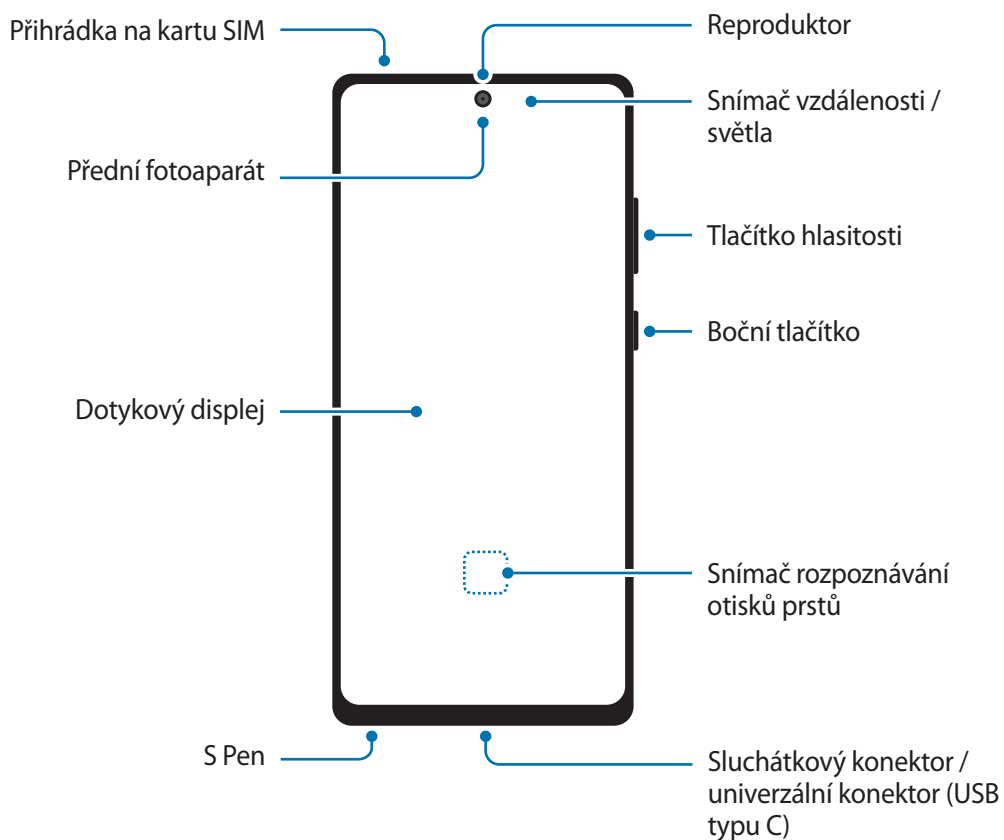 Přihrádka na kartu SIM
Reproduktor
Snímač vzdálenosti /
světla
Přední fotoaparát
Tlačítko hlasitosti
Boční tlačítko
Dotykový displej
Snímač rozpoznávání
otisků prstů
S Pen
Sluchátkový konektor /
univerzální konektor (USB
typu C)